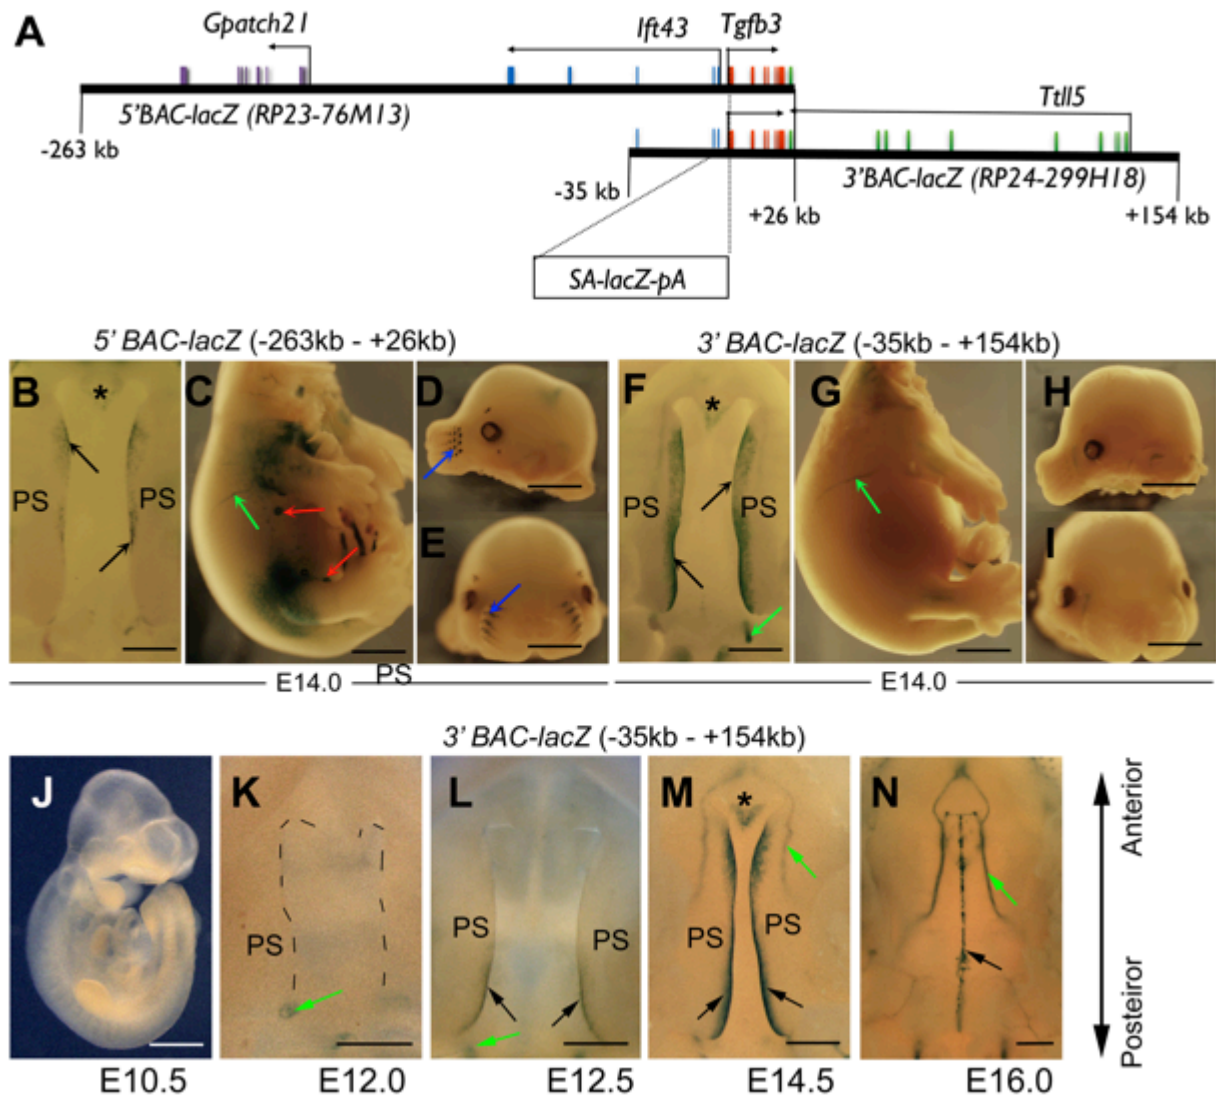 A
Gpatch21
Ift43
Tgfb3
5'BAC-lacZ (RP23-76M13)
Ttll5
-263 kb
3'BAC-lacZ (RP24-299H18)
-35 kb
+26 kb
+154 kb
SA-lacZ-pA
5' BAC-lacZ (-263kb - +26kb)
3' BAC-lacZ (-35kb - +154kb)
B * C D F * G H
PS PS PS PS
E I
PS
E14.0
E14.0
3' BAC-lacZ (-35kb - +154kb)
J K L M * N
PS PS PS PS PS
Anterior
Posteiror
E10.5 E12.0 E12.5 E14.5 E16.0